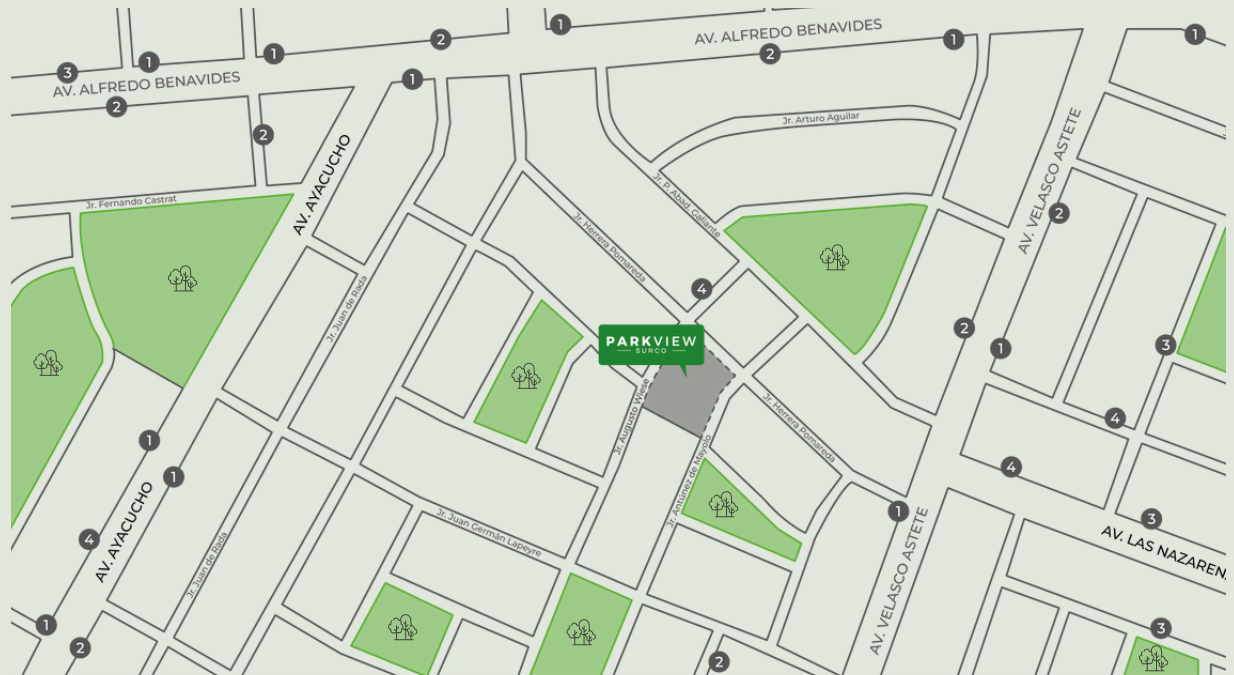 1
2
1
1
AV. ALFREDO BENAVIDES
1
1
3
AV. ALFREDO BENAVIDES
2
1
2
2
Jr. Arturo Aguilar
AV. AYACUCHO
AV. VELASCO ASTETE
Jr. Fernando Castrat
Jr. P. Abad. Gallante
2
Jr. Herrera Pomareda
4
Jr. Juan de Rada
PARKVIEW
SURCO
2
1
3
Jr. Augusto Wiese
Jr. Herrera Pomareda
4
1
Jr. Antúnez de Mayolo
4
1
AV. AYACUCHO
Jr. Juan Germán Lapeyre
1
3
4
Jr. Juan de Rada
AV. VELASCO ASTETE
AV. LAS NAZAREN
1
3
2
2